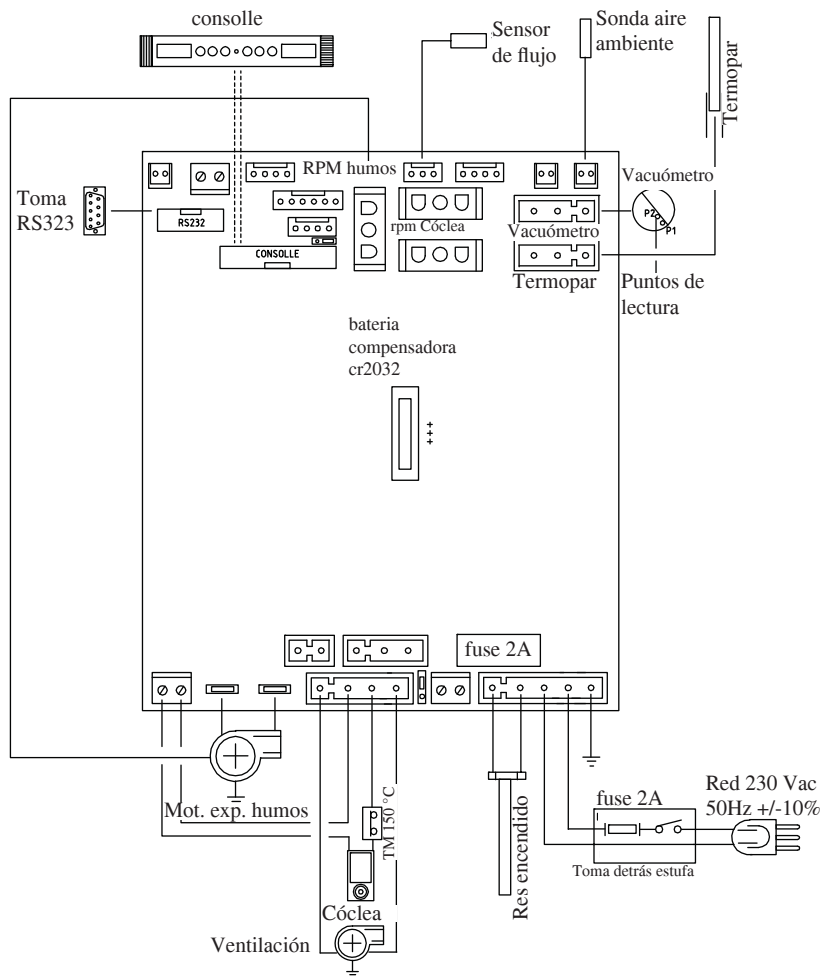 consolle
Sensor
de flujo
Sonda aire
ambiente
Termopar
Toma
RS323
RS232
RPM humos
rpm Cóclea
CONSOLLE
Vacuómetro
P2
P1
Vacuómetro
Termopar
Puntos de
lectura
bateria
compensadora
cr2032
+++
fuse 2A
Mot. exp. humos
TM 150 °C
Cóclea
Ventilación
Res encendido
fuse 2A
Toma detrás estufa
Red 230 Vac
50Hz +/-10%